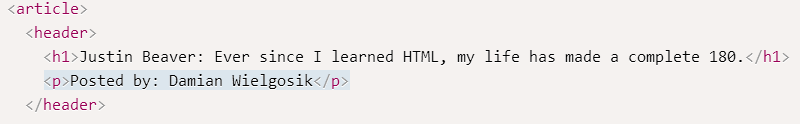 <article>
<header>
<h1>Justin Beaver: Ever since I learned HTML, my life has made a complete 180.</h1>
<p>Posted by: Damian Wielgosik</p>
</header>